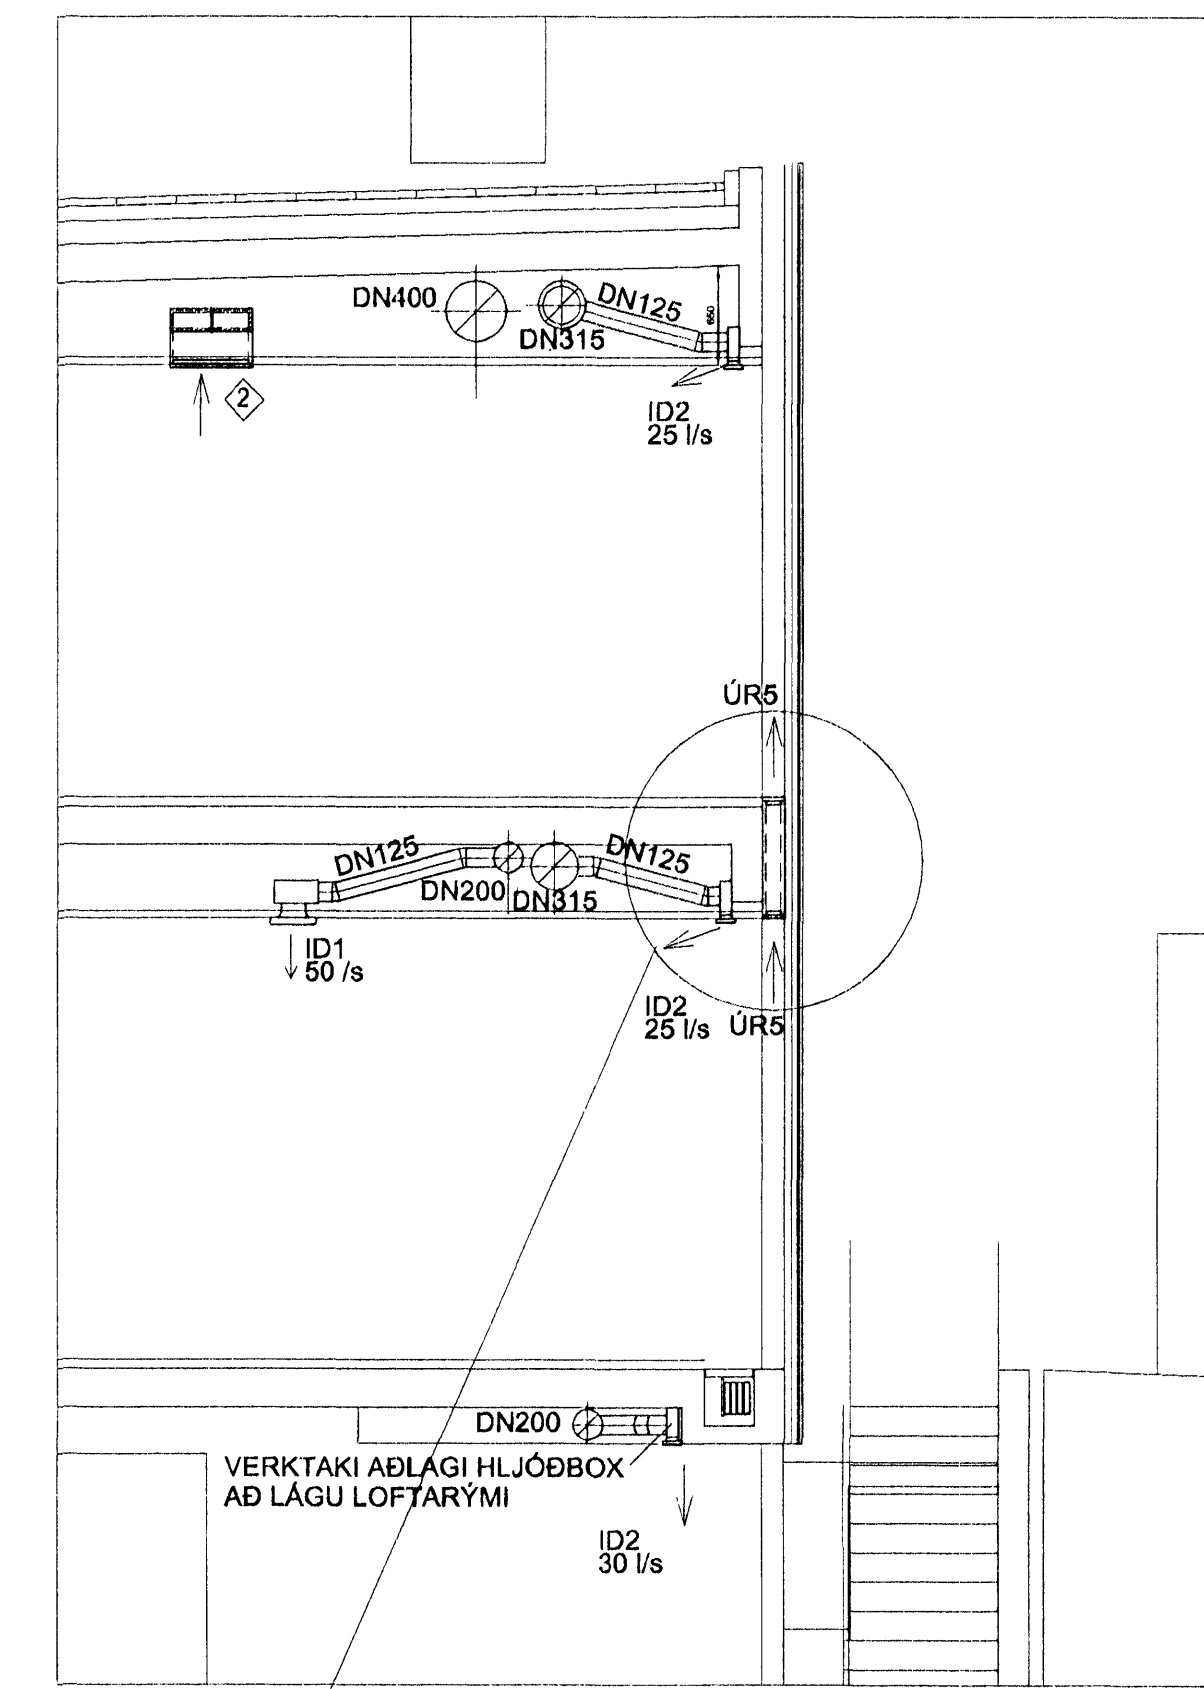 DN400
DN125
DN315
650
2
ID2
25 l/s
ÚR5
DN125
DN125
DN200
DN315
ID1
50 /s
ID2
25 l/s
ÚR5
DN200
VERKTAKI AÐLAGI HLJÓÐBOX
AÐ LÁGU LOFTARÝMI
ID2
30 l/s